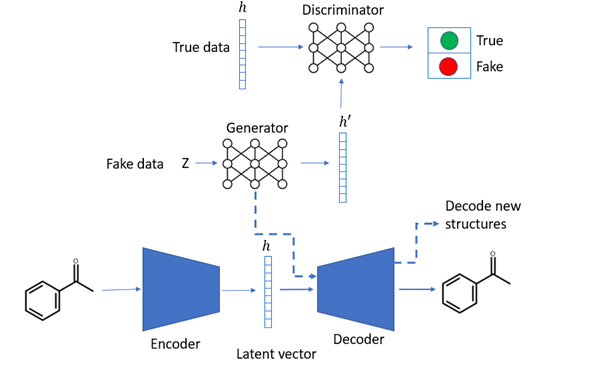 h
Discriminator
True data
True
Fake
h′
Generator
Fake data
Z
Decode new
structures
h
O
O
Encoder
Decoder
Latent vector